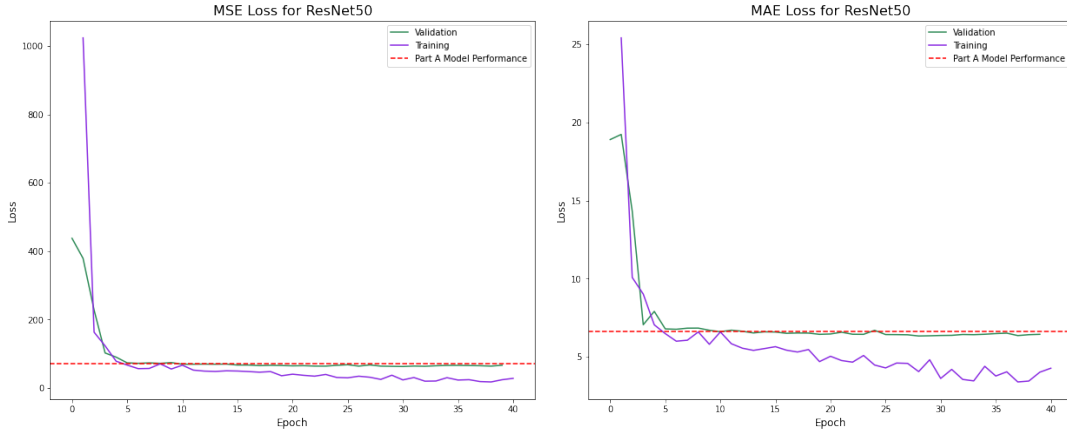 MSE Loss for ResNet50
Validation
Training
Part A Model Performance
1000
800
600
400
200
0
Loss
0
5
10
15
20
25
30
35
40
Epoch
MAE Loss for ResNet50
Validation
Training
Part A Model Performance
25
20
15
10
5
Loss
0
5
10
15
20
25
30
35
40
Epoch